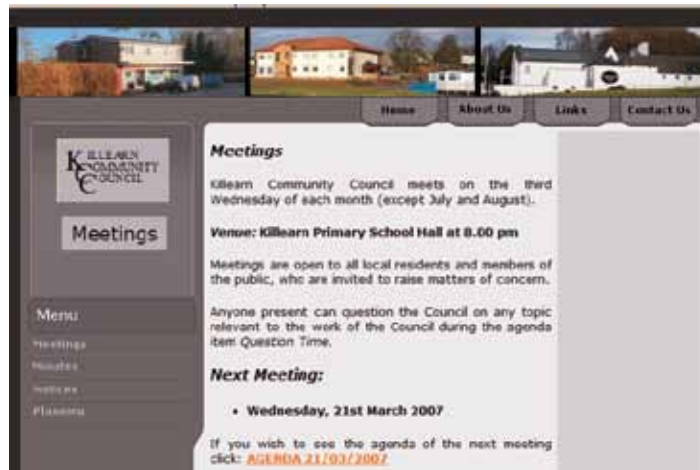 Home About Us Links Contact Us
KILLEARN
COMMUNITY
COUNCIL
Meetings
Menu
Meetings
Minutes
Notices
Planning
Meetings
Killearn Community Council meets on the third
Wednesday of each month (except July and August).
Venue: Killearn Primary School Hall at 8.00 pm
Meetings are open to all local residents and members of
the public, who are invited to raise matters of concern.
Anyone present can question the Council on any topic
relevant to the work of the Council during the agenda
item Question Time.
Next Meeting:
• Wednesday, 21st March 2007
If you wish to see the agenda of the next meeting
click: AGENDA 21/03/2007